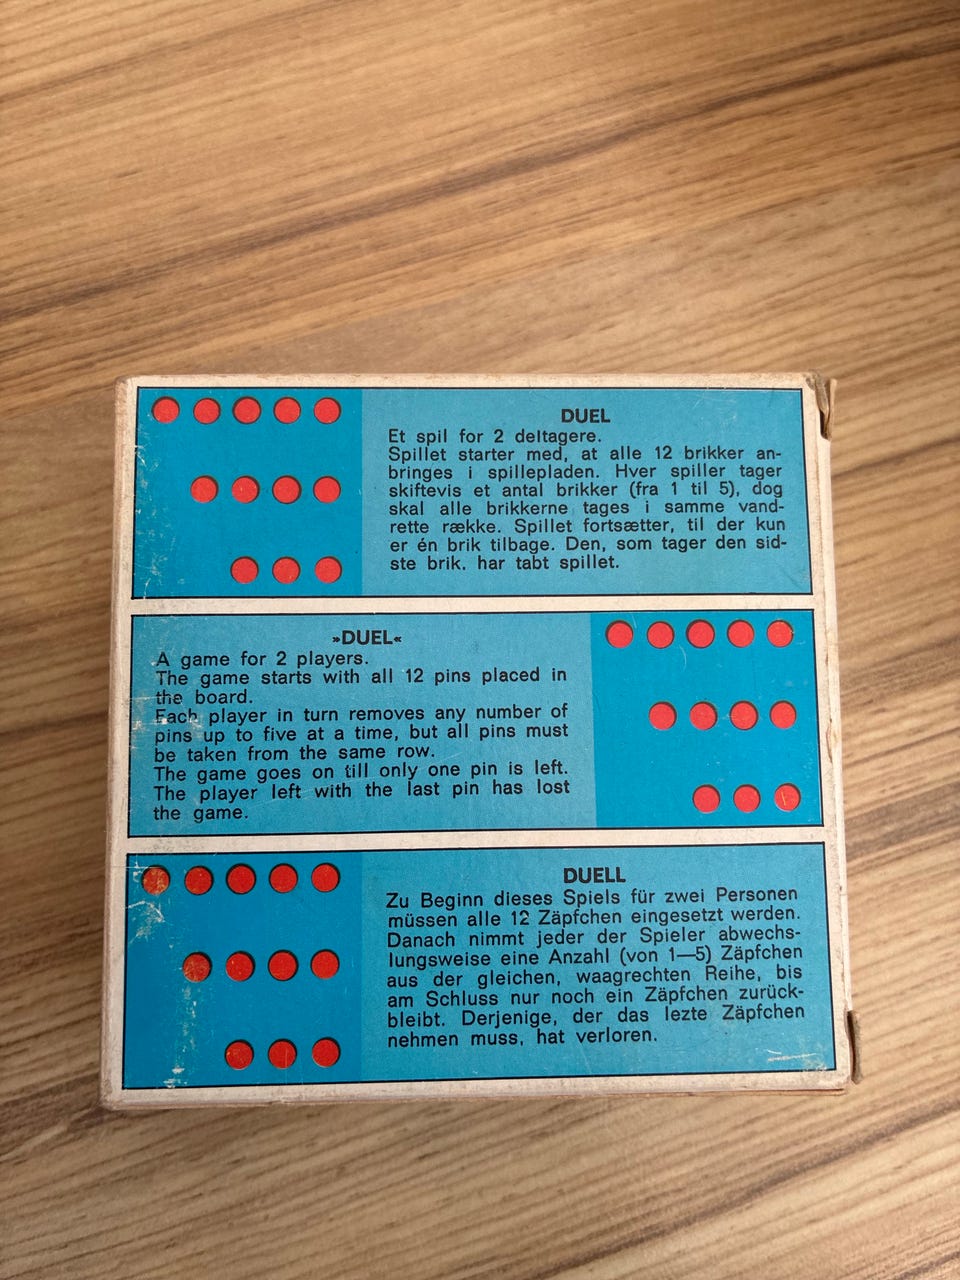 DUEL
Et spil for 2 deltagere.
Spillet starter med, at alle 12 brikker an-
bringes i spillepladen. Hver spiller tager
skiftevis et antal brikker (fra 1 til 5), dog
skal alle brikkerne tages i samme vand-
rette række. Spillet fortsætter, til der kun
er én brik tilbage. Den, som tager den sid-
ste brik. har tabt spillet.
»DUEL«
A game for 2 players.
The game starts with all 12 pins placed in
the board.
Each player in turn removes any number of
pins up to five at a time, but all pins must
be taken from the same row.
The game goes on till only one pin is left.
The player left with the last pin has lost
the game.
DUELL
Zu Beginn dieses Spiels für zwei Personen
müssen alle 12 Zäpfchen eingesetzt werden.
Danach nimmt jeder der Spieler abwechs-
lungsweise eine Anzahl (von 1—5) Zäpfchen
aus der gleichen, waagrechten Reihe, bis
am Schluss nur noch ein Zäpfchen zurück-
bleibt. Derjenige, der das lezte Zäpfchen
nehmen muss, hat verloren.